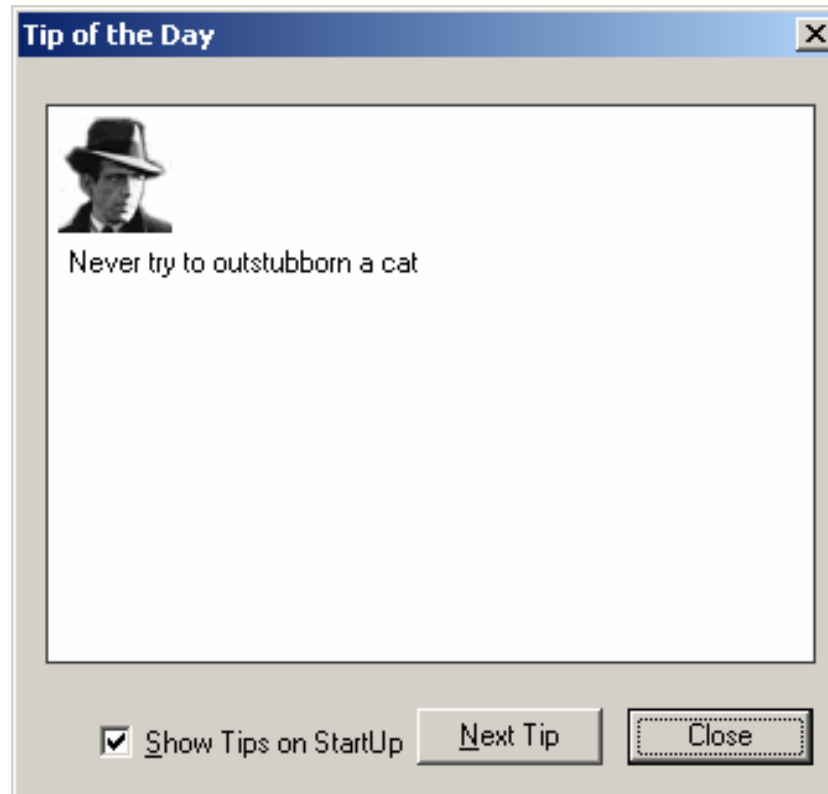 Tip of the Day
Never try to outstubborn a cat
Show Tips on StartUp Next Tip Close